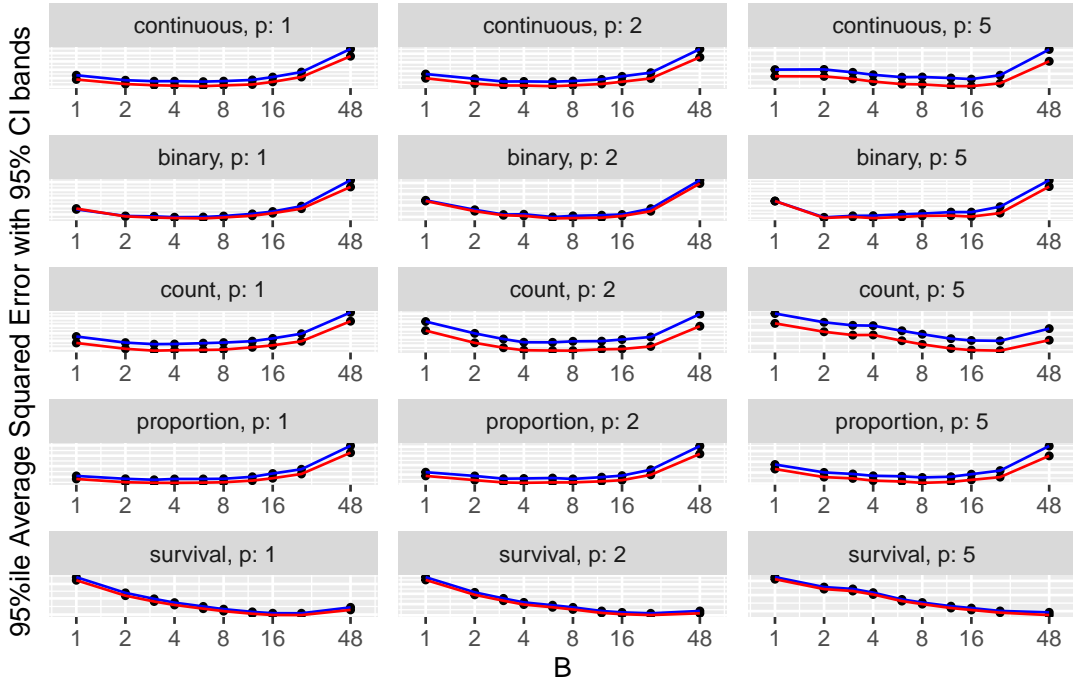 95%ile Average Squared Error with 95% CI bands
continuous, p: 1
continuous, p: 2
continuous, p: 5
1 2 4 8 16 48
1 2 4 8 16 48
1 2 4 8 16 48
binary, p: 1
binary, p: 2
binary, p: 5
1 2 4 8 16 48
1 2 4 8 16 48
1 2 4 8 16 48
count, p: 1
count, p: 2
count, p: 5
1 2 4 8 16 48
1 2 4 8 16 48
1 2 4 8 16 48
proportion, p: 1
proportion, p: 2
proportion, p: 5
1 2 4 8 16 48
1 2 4 8 16 48
1 2 4 8 16 48
survival, p: 1
survival, p: 2
survival, p: 5
1 2 4 8 16 48
1 2 4 8 16 48
1 2 4 8 16 48
B